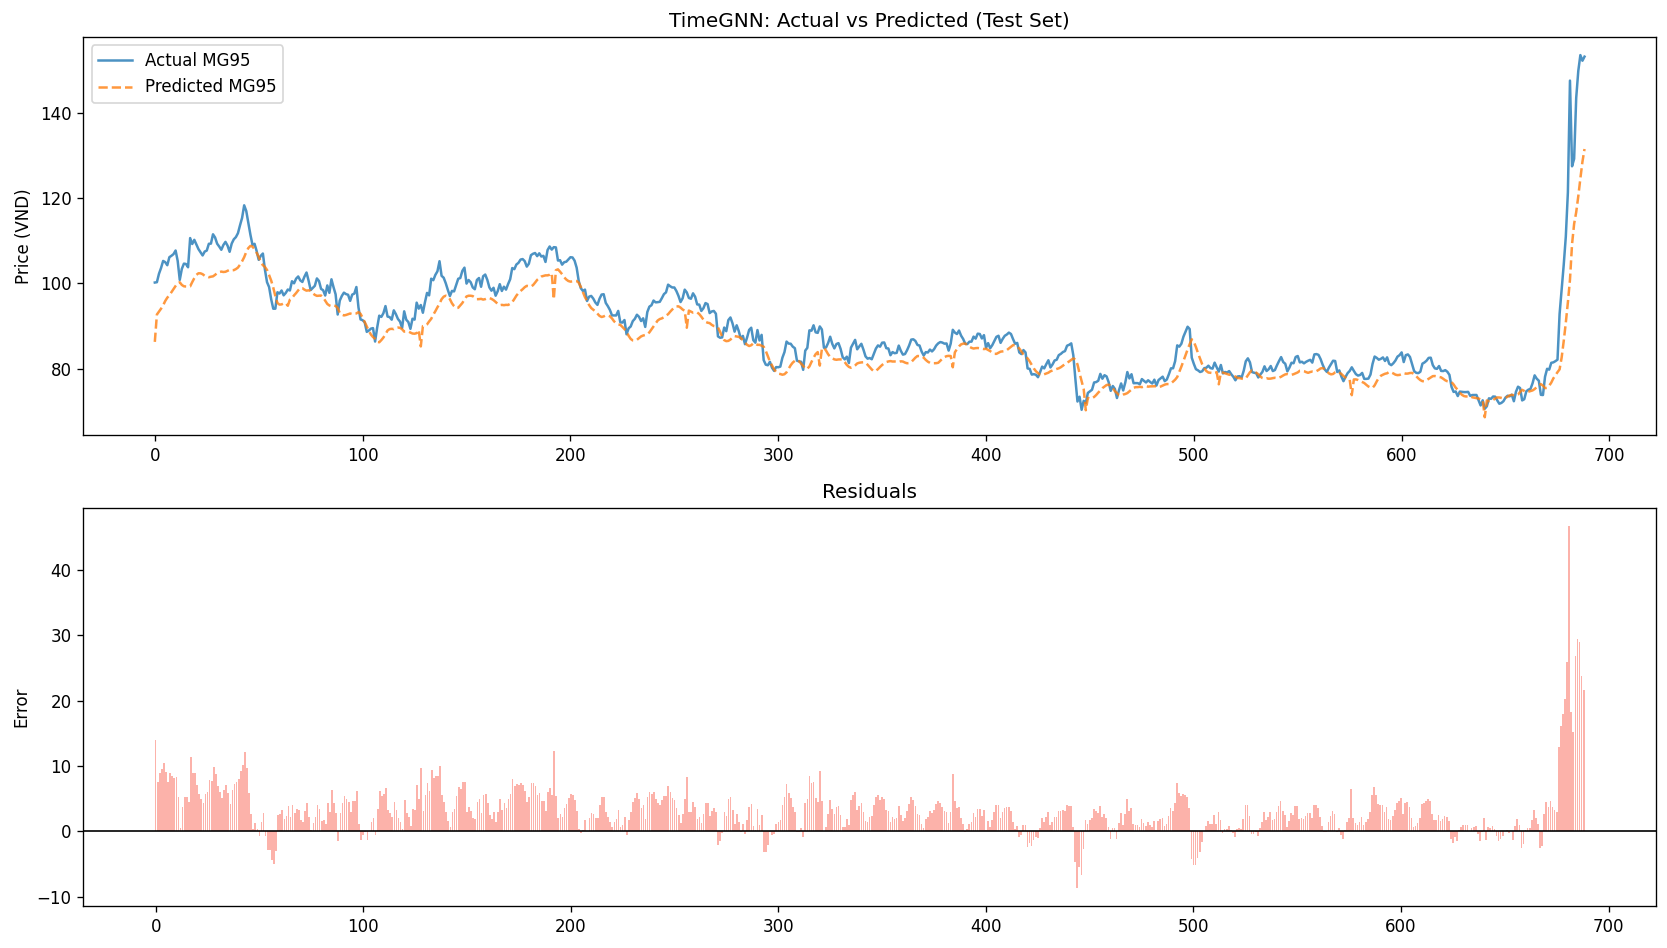 TimeGNN: Actual vs Predicted (Test Set)
Actual MG95
Predicted MG95
Price (VND)
140
120
100
80
0 100 200 300 400 500 600 700
Residuals
Error
40
30
20
10
0
−10
0 100 200 300 400 500 600 700